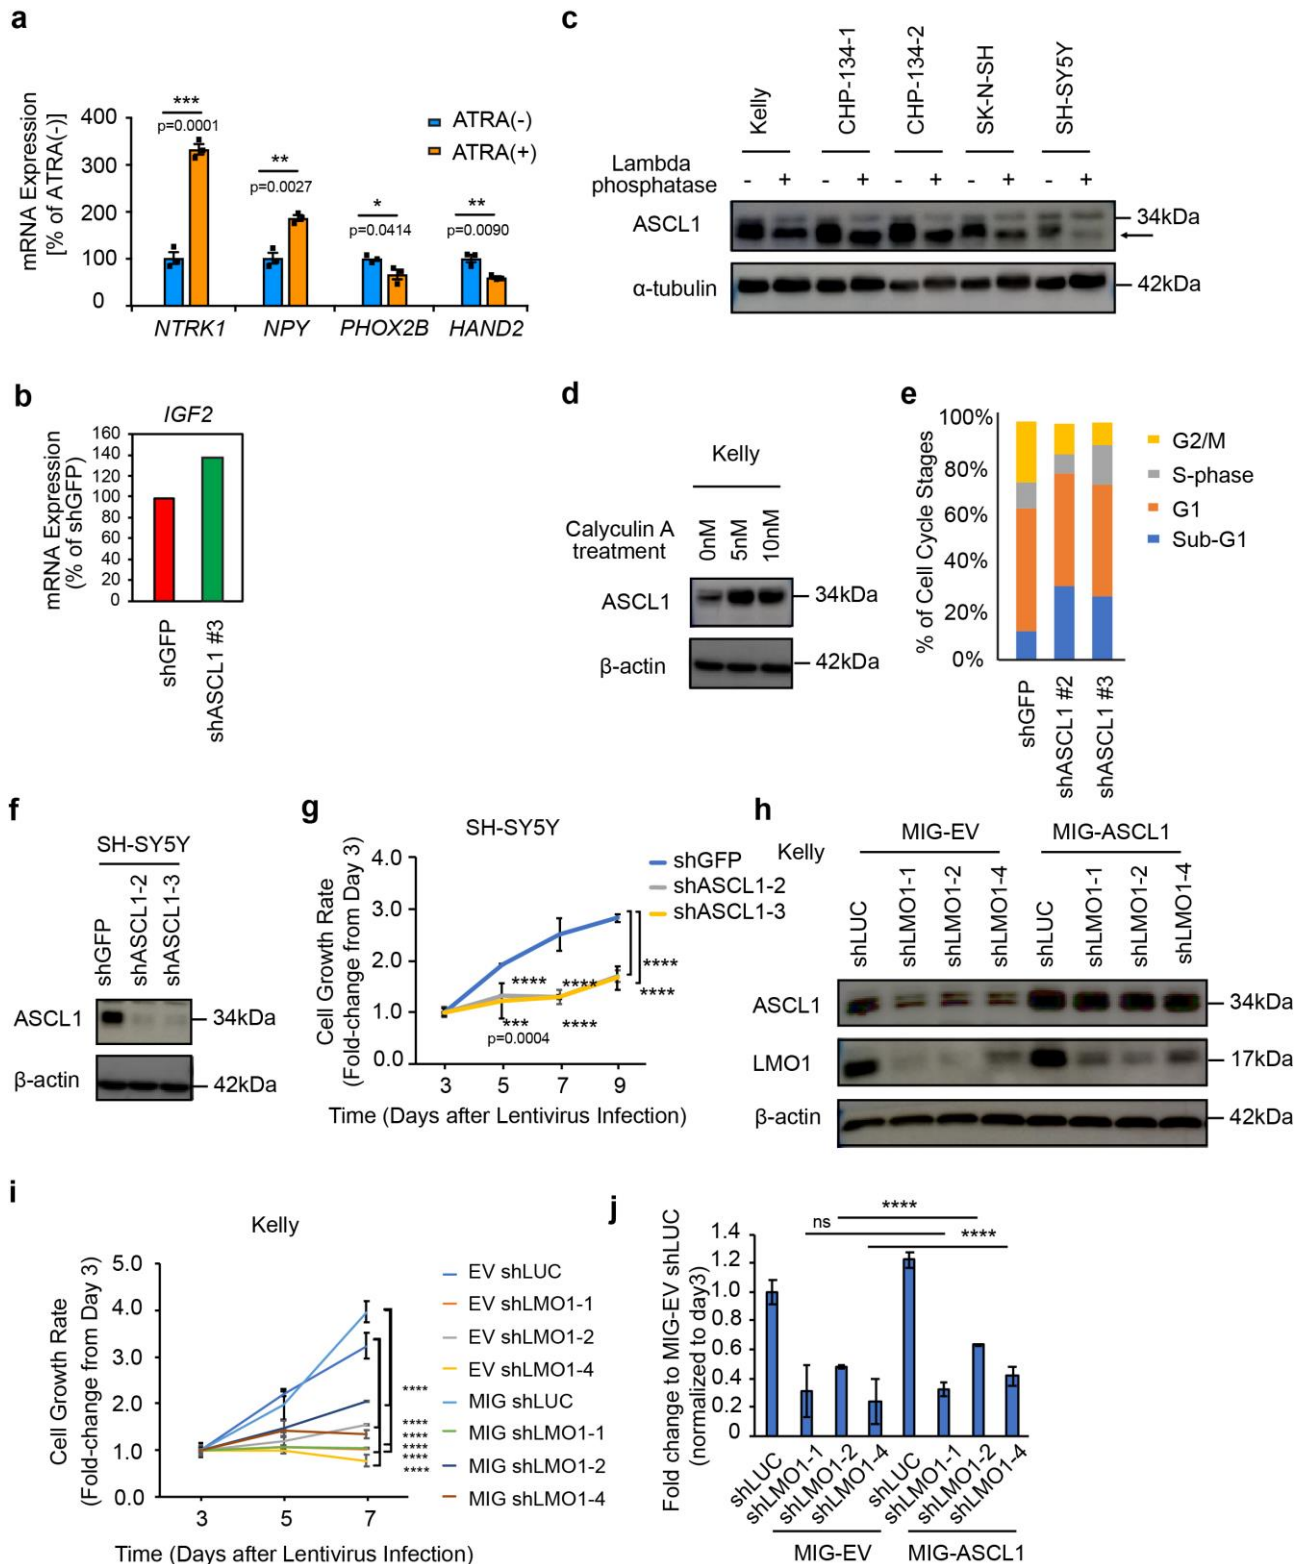 a
mRNA Expression
[% of ATRA(-)]
400
300
200
100
0
***
p=0.0001
**
p=0.0027
*
p=0.0414
**
p=0.0090
ATRA(-)
ATRA(+)
NTRK1
NPY
PHOX2B
HAND2
b
IGF2
mRNA Expression
(% of shGFP)
160
140
120
100
80
60
40
20
0
shGFP
shASCL1 #3
c
Kelly
CHP-134-1
CHP-134-2
SK-N-SH
SH-SY5Y
Lambda
phosphatase
- + - + - + - + - +
ASCL1
34kDa
α-tubulin
42kDa
d
Kelly
Calyculin A
treatment
0nM
5nM
10nM
ASCL1
34kDa
β-actin
42kDa
e
% of Cell Cycle Stages
100%
80%
60%
40%
20%
0%
G2/M
S-phase
G1
Sub-G1
shGFP
shASCL1 #2
shASCL1 #3
f
SH-SY5Y
shGFP
shASCL1-2
shASCL1-3
ASCL1
34kDa
β-actin
42kDa
g
SH-SY5Y
Cell Growth Rate
(Fold-change from Day 3)
4.0
3.0
2.0
1.0
0.0
shGFP
shASCL1-2
shASCL1-3
****
****
****
****
***
****
p=0.0004
3 5 7 9
Time (Days after Lentivirus Infection)
h
Kelly
MIG-EV
MIG-ASCL1
shLUC
shLMO1-1
shLMO1-2
shLMO1-4
shLUC
shLMO1-1
shLMO1-2
shLMO1-4
ASCL1
34kDa
LMO1
17kDa
β-actin
42kDa
i
Kelly
Cell Growth Rate
(Fold-change from Day 3)
5.0
4.0
3.0
2.0
1.0
0.0
****
****
****
****
****
****
EV shLUC
EV shLMO1-1
EV shLMO1-2
EV shLMO1-4
MIG shLUC
MIG shLMO1-1
MIG shLMO1-2
MIG shLMO1-4
3 5 7
Time (Days after Lentivirus Infection)
j
Fold change to MIG-EV shLUC
(normalized to day3)
1.4
1.2
1.0
0.8
0.6
0.4
0.2
0
****
ns
****
shLUC
shLMO1-1
shLMO1-2
shLMO1-4
shLUC
shLMO1-1
shLMO1-2
shLMO1-4
MIG-EV
MIG-ASCL1